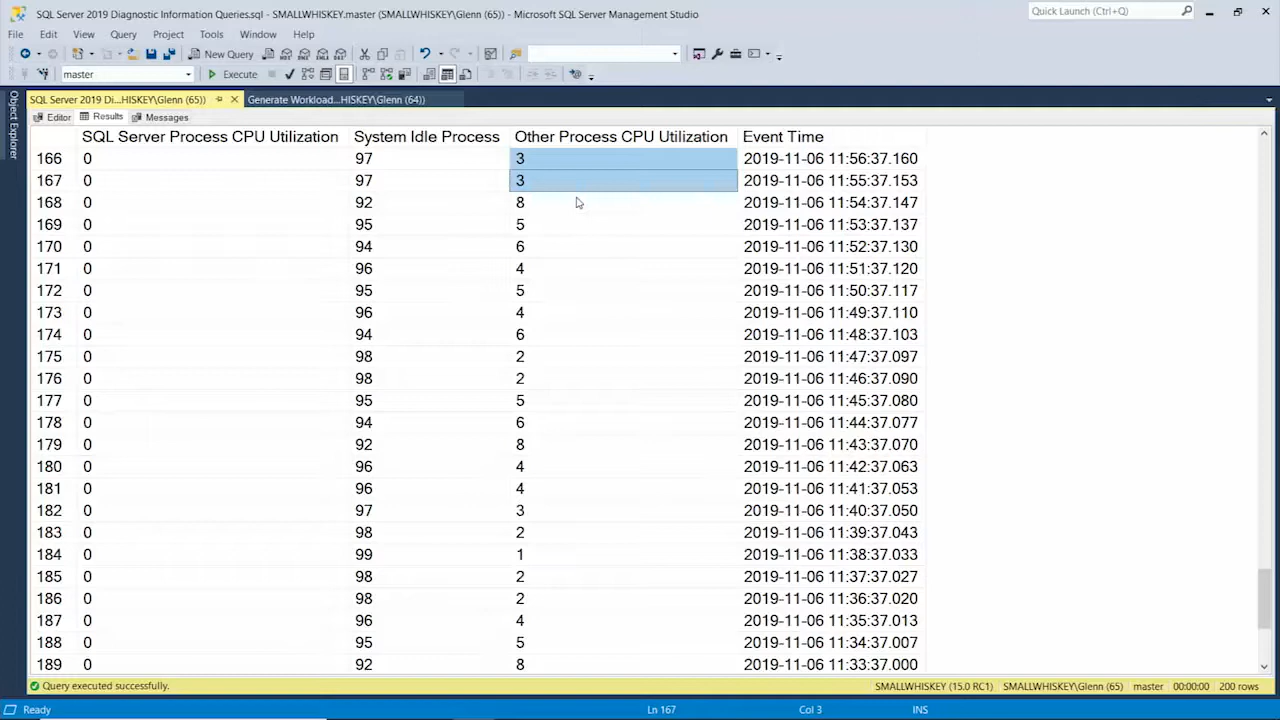 SQL Server 2019 Diagnostic Information Queries.sql - SMALLWHISKEY.master (SMALLWHISKEY\Glenn (65)) - Microsoft SQL Server Management Studio
Quick Launch (Ctrl+Q)
File Edit View Query Project Tools Window Help
New Query
master Execute
SQL Server 2019 Di...HISKEY\Glenn (65)) Generate Workload...HISKEY\Glenn (64))
Object Explorer
Editor Results Messages
SQL Server Process CPU Utilization System Idle Process Other Process CPU Utilization Event Time
166 0 97 3 2019-11-06 11:56:37.160
167 0 97 3 2019-11-06 11:55:37.153
168 0 92 8 2019-11-06 11:54:37.147
169 0 95 5 2019-11-06 11:53:37.137
170 0 94 6 2019-11-06 11:52:37.130
171 0 96 4 2019-11-06 11:51:37.120
172 0 95 5 2019-11-06 11:50:37.117
173 0 96 4 2019-11-06 11:49:37.110
174 0 94 6 2019-11-06 11:48:37.103
175 0 98 2 2019-11-06 11:47:37.097
176 0 98 2 2019-11-06 11:46:37.090
177 0 95 5 2019-11-06 11:45:37.080
178 0 94 6 2019-11-06 11:44:37.077
179 0 92 8 2019-11-06 11:43:37.070
180 0 96 4 2019-11-06 11:42:37.063
181 0 96 4 2019-11-06 11:41:37.053
182 0 97 3 2019-11-06 11:40:37.050
183 0 98 2 2019-11-06 11:39:37.043
184 0 99 1 2019-11-06 11:38:37.033
185 0 98 2 2019-11-06 11:37:37.027
186 0 98 2 2019-11-06 11:36:37.020
187 0 96 4 2019-11-06 11:35:37.013
188 0 95 5 2019-11-06 11:34:37.007
189 0 92 8 2019-11-06 11:33:37.000
Query executed successfully. SMALLWHISKEY (15.0 RC1) SMALLWHISKEY\Glenn (65) master 00:00:00 200 rows
Ready Ln 167 Col 3 INS